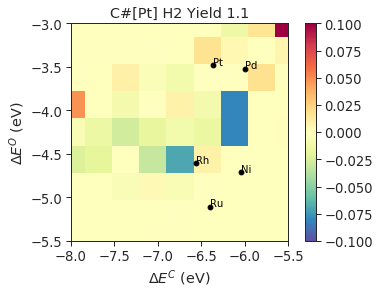 C#[Pt] H2 Yield 1.1
−3.0
−3.5
−4.0
−4.5
−5.0
−5.5
ΔE^O (eV)
Pt
Pd
Rh
Ni
Ru
−8.0 −7.5 −7.0 −6.5 −6.0 −5.5
ΔE^C (eV)
0.100
0.075
0.050
0.025
0.000
−0.025
−0.050
−0.075
−0.100